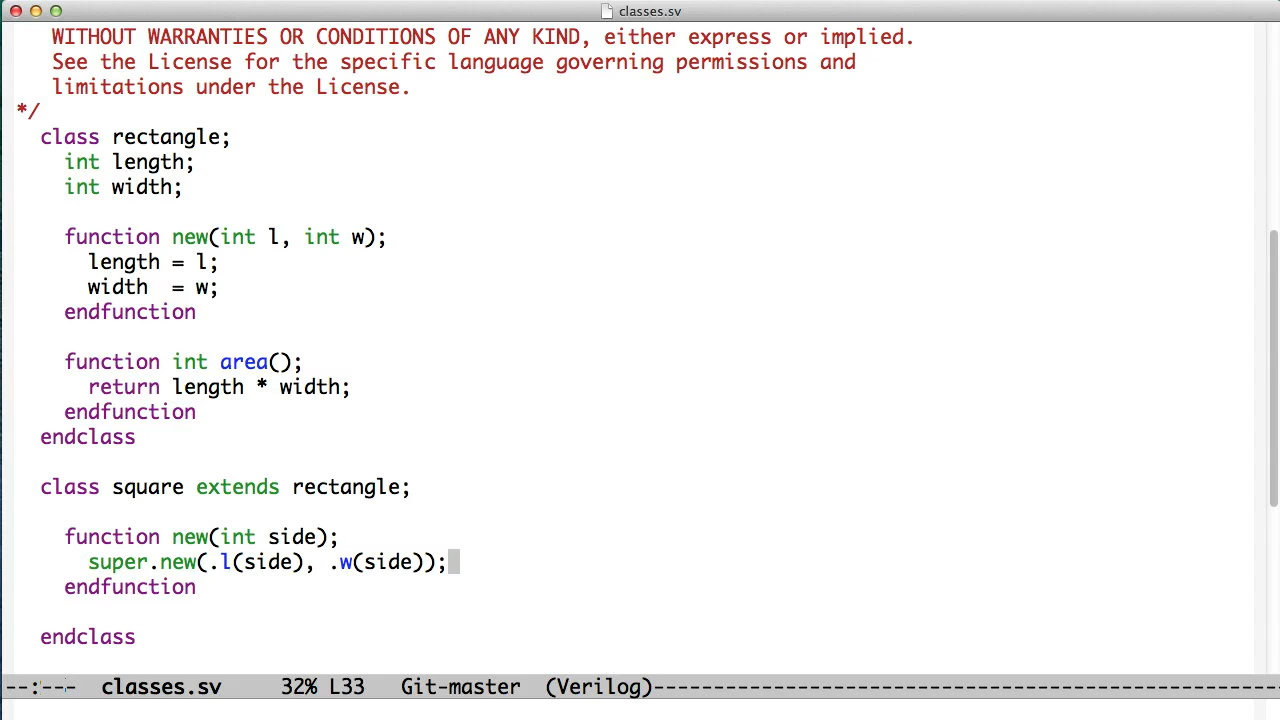 classes.sv
WITHOUT WARRANTIES OR CONDITIONS OF ANY KIND, either express or implied.
See the License for the specific language governing permissions and
limitations under the License.
*/
class rectangle;
int length;
int width;
function new(int l, int w);
length = l;
width  = w;
endfunction
function int area();
return length * width;
endfunction
endclass
class square extends rectangle;
function new(int side);
super.new(.l(side), .w(side));
endfunction
endclass
--:--- classes.sv 32% L33 Git-master (Verilog)----------------------------------------------------